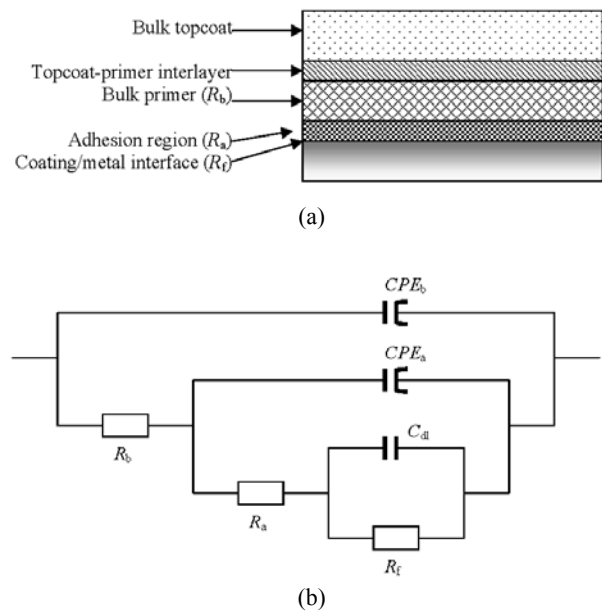 Bulk topcoat
Topcoat-primer interlayer
Bulk primer (Rb)
Adhesion region (Ra)
Coating/metal interface (Rf)
(a)
CPEb
CPEa
Cdl
Rb
Ra
Rf
(b)